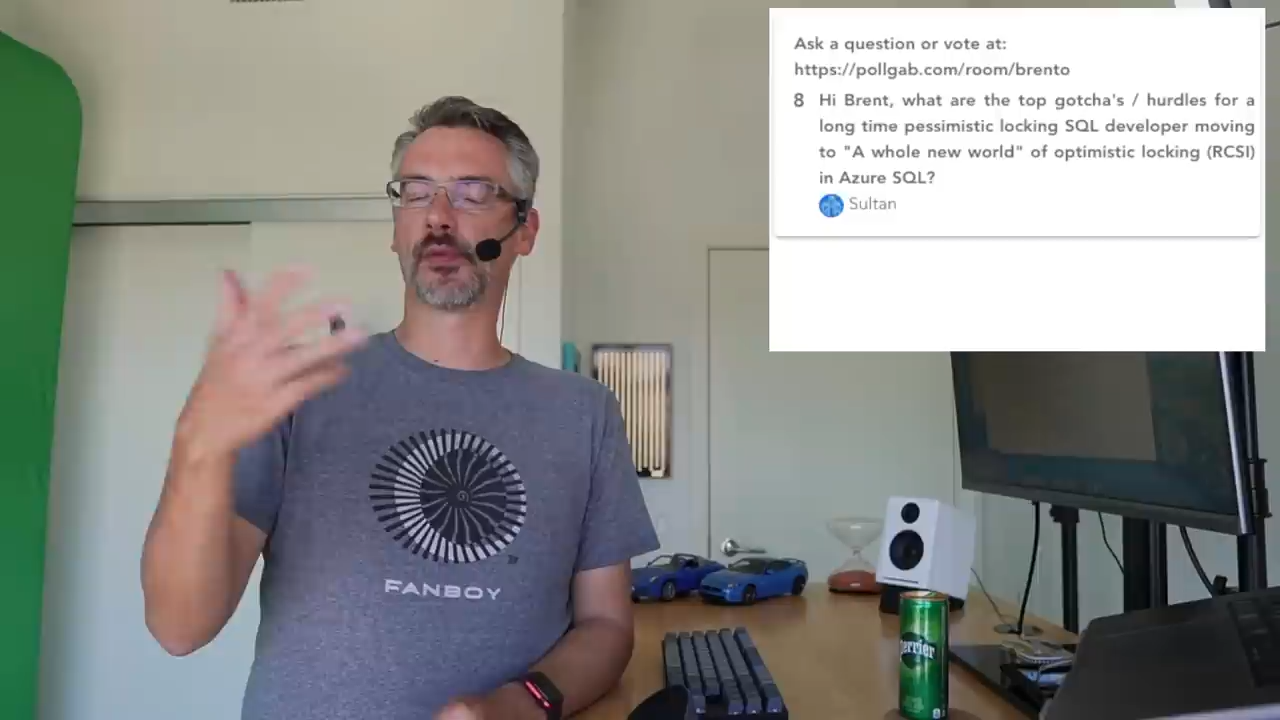 Ask a question or vote at:
https://pollgab.com/room/brento
8 Hi Brent, what are the top gotcha's / hurdles for a
long time pessimistic locking SQL developer moving
to "A whole new world" of optimistic locking (RCSI)
in Azure SQL?
Sultan
FANBOY
Perrier